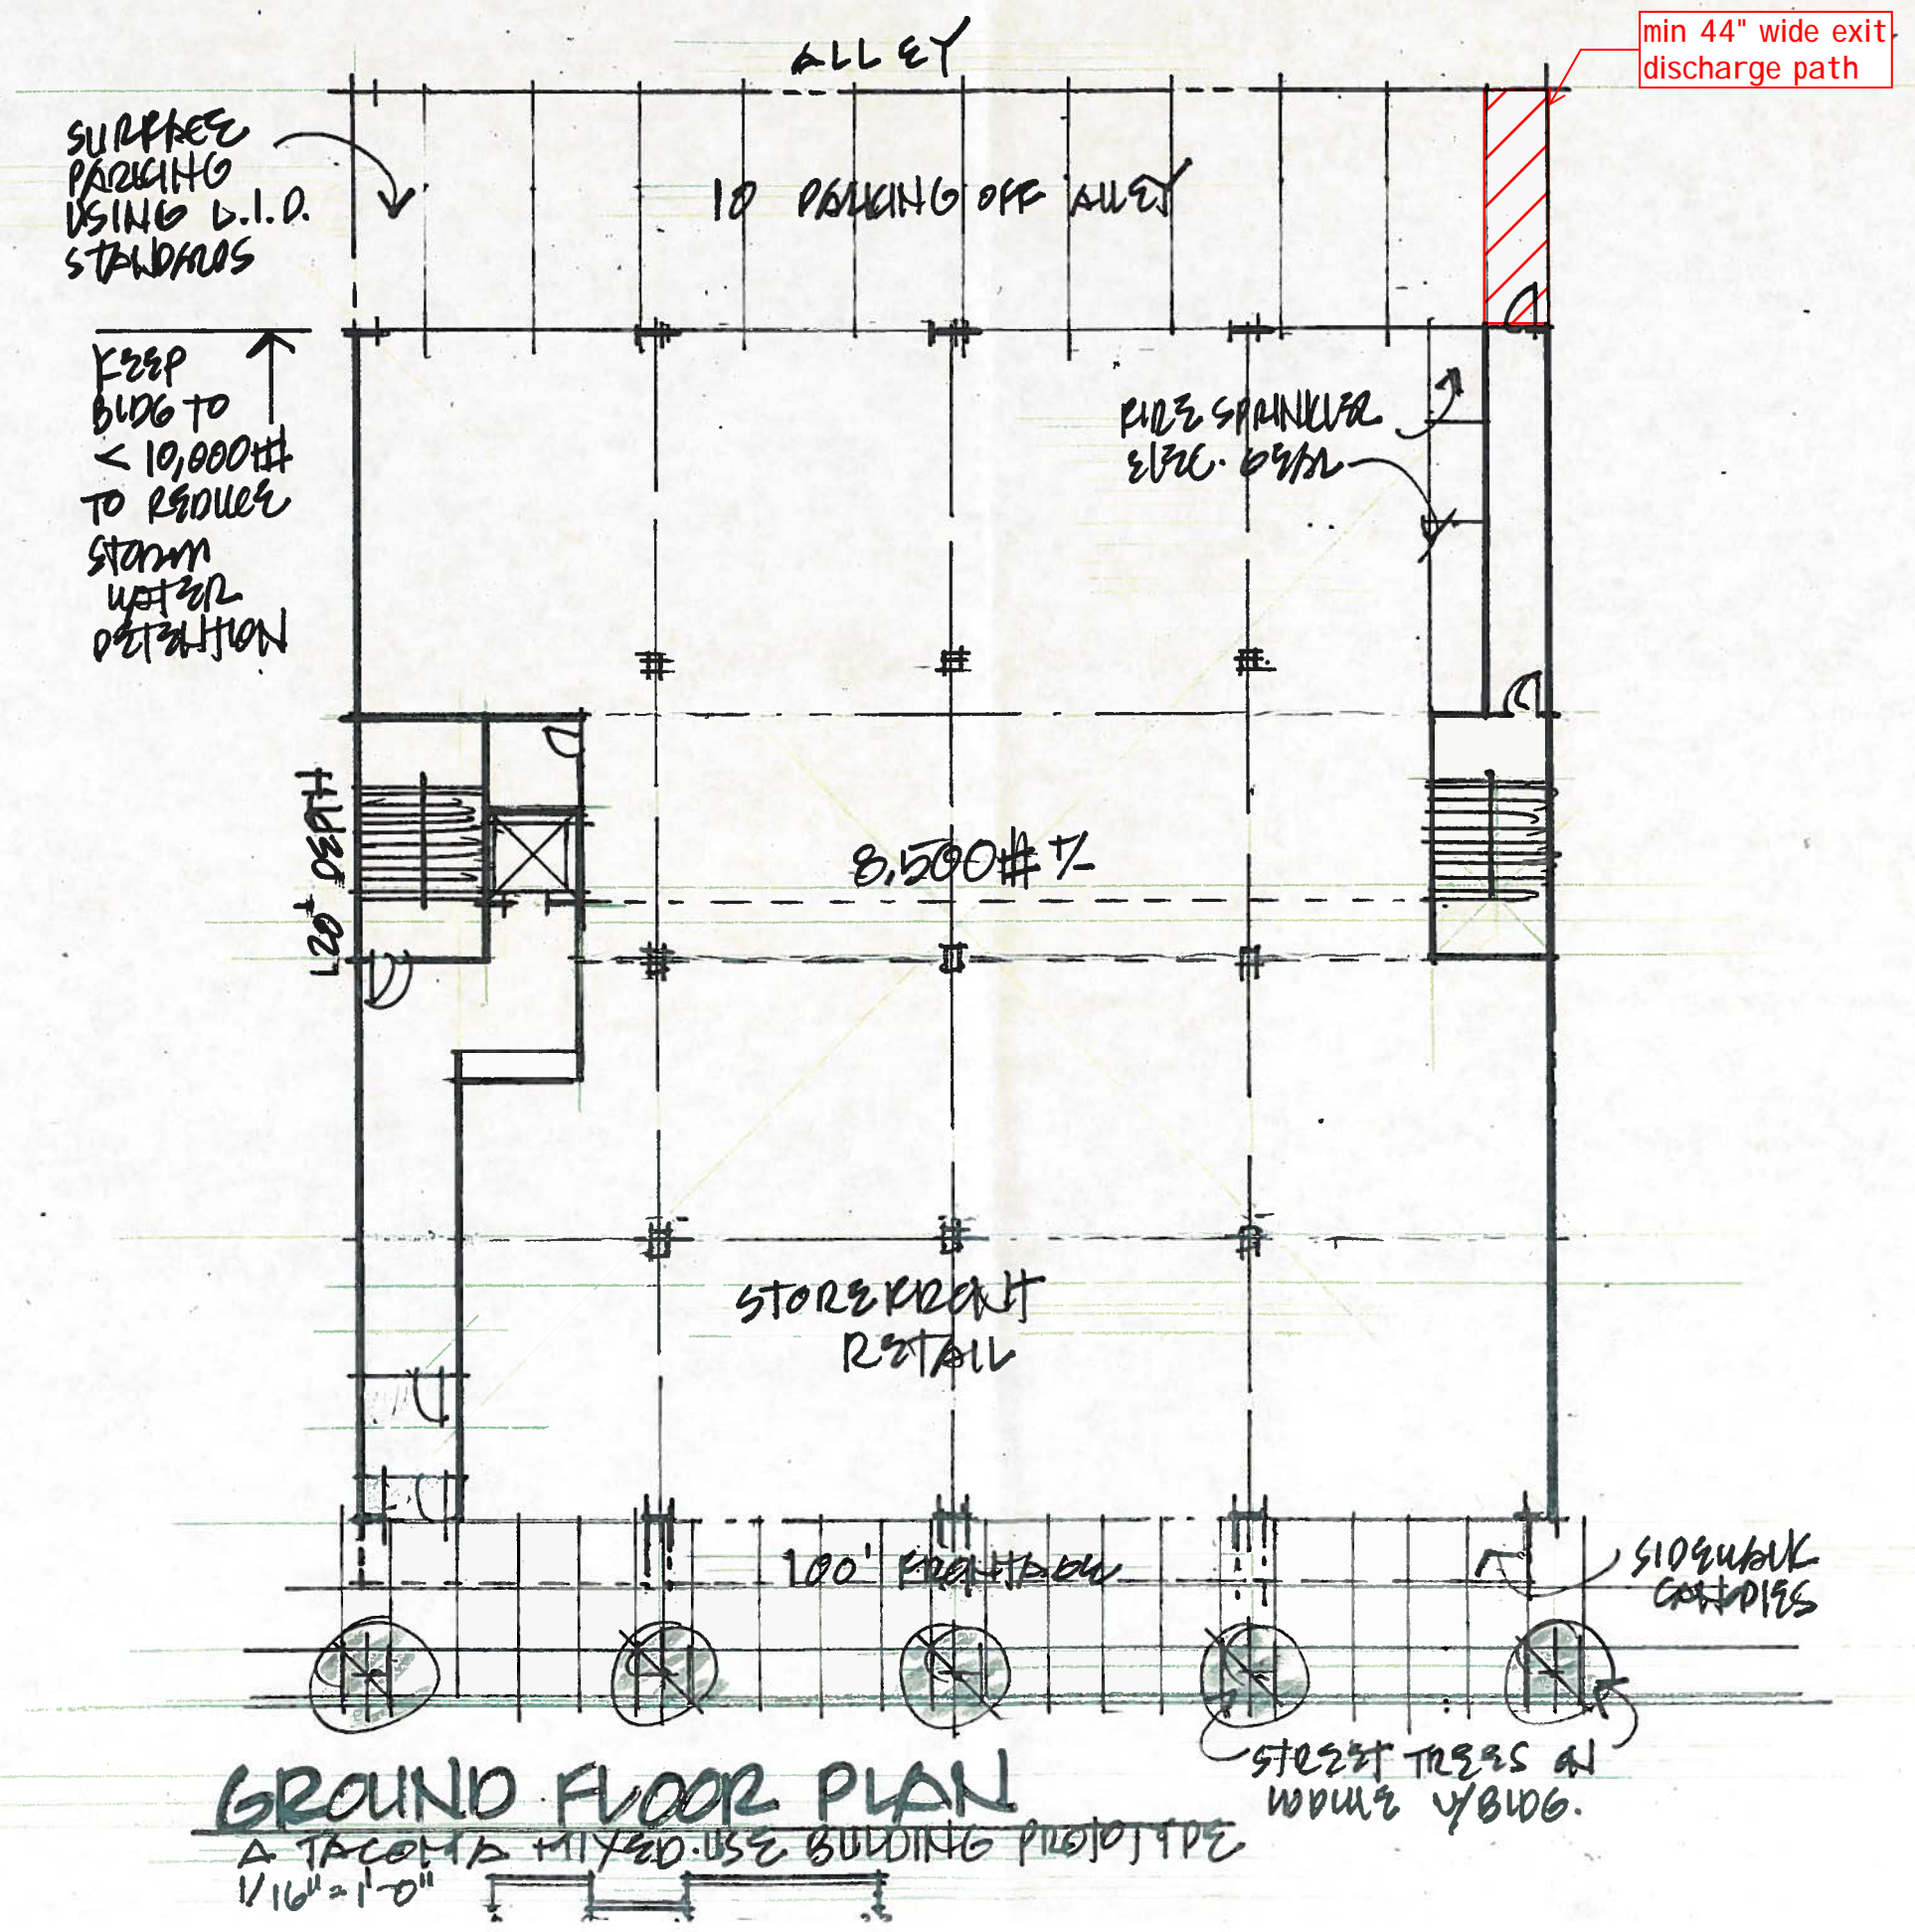 ALLEY
min 44" wide exit
discharge path
SURFACE
PARKING
USING L.I.D.
STANDARDS
10 PARKING OFF ALLEY
KEEP
BLDG TO
< 10,000#
TO REDUCE
STORM
WATER
DETENTION
FIRE SPRINKLER
ELEC. GEAR
120' DEPTH
8,500# +/-
STOREFRONT
RETAIL
100' FRONTAGE
SIDEWALK
CANOPIES
STREET TREES ON
MODULE W/BLDG.
GROUND FLOOR PLAN
A TACOMA MIXED-USE BUILDING PROTOTYPE
1/16" = 1'-0"